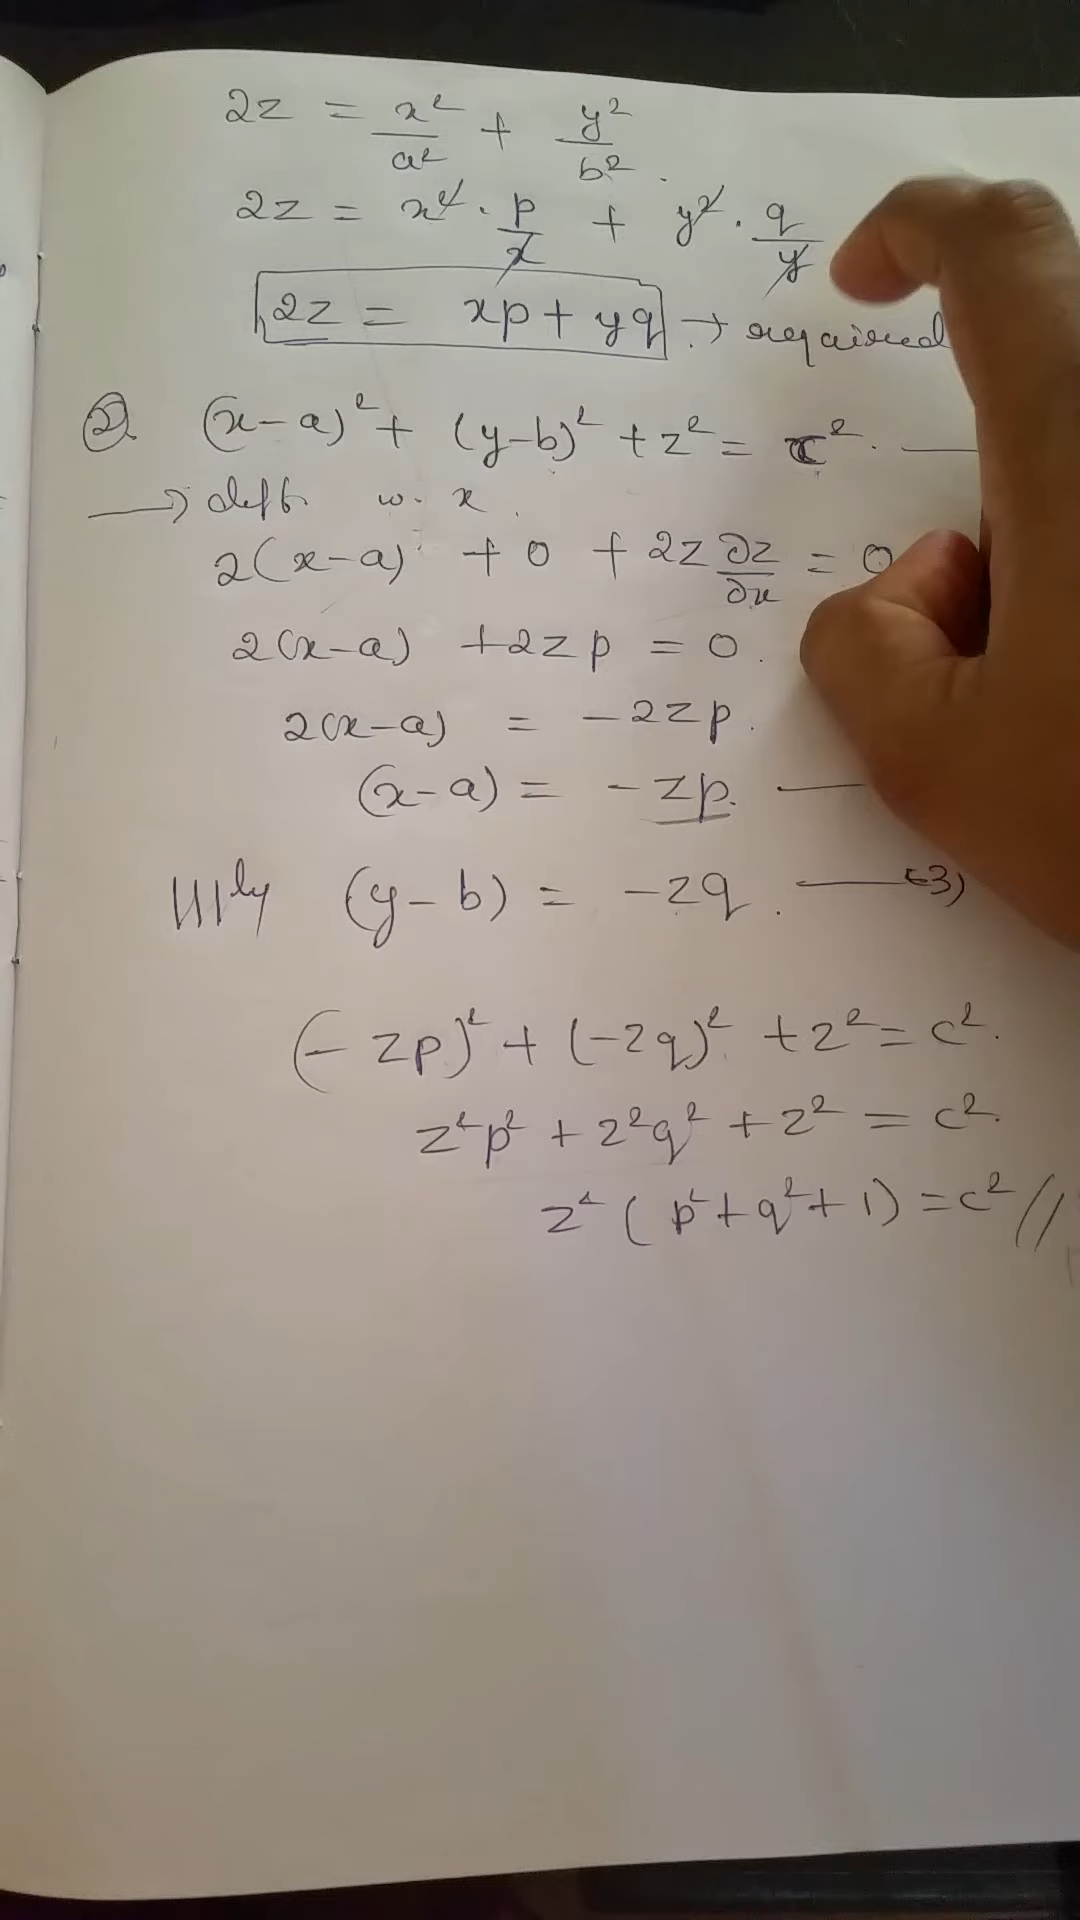 2z = x²/a² + y²/b².
2z = x² · p/x + y² · q/y
2z = xp + yq → required
② (x-a)² + (y-b)² + z² = c². —
→ diff. w. x.
2(x-a) + 0 + 2z ∂z/∂x = 0
2(x-a) + 2zp = 0.
2(x-a) = -2zp.
(x-a) = -zp. —
lllly (y-b) = -zq. — (3)
(-zp)² + (-zq)² + z² = c².
z²p² + z²q² + z² = c².
z² (p² + q² + 1) = c² //